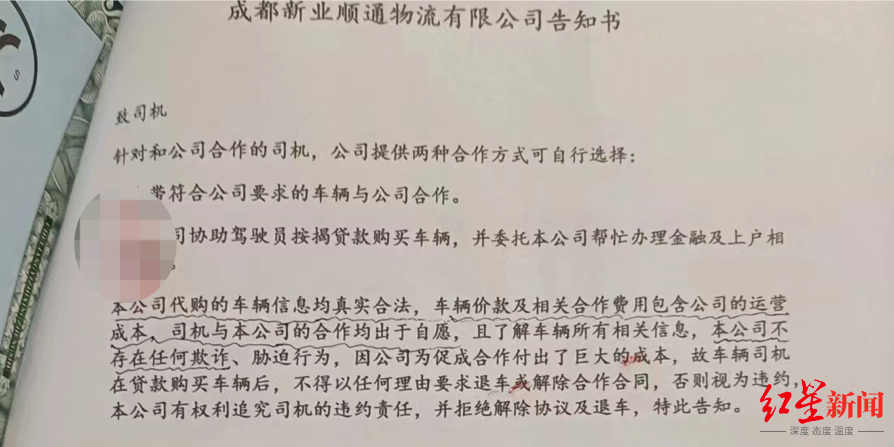 成都新业顺通物流有限公司告知书
致司机
针对和公司合作的司机，公司提供两种合作方式可自行选择：
带符合公司要求的车辆与公司合作。
司协助驾驶员按揭贷款购买车辆，并委托本公司帮忙办理金融及上户相
。
本公司代购的车辆信息均真实合法，车辆价款及相关合作费用包含公司的运营
成本，司机与本公司的合作均出于自愿，且了解车辆所有相关信息，本公司不
存在任何欺诈、胁迫行为，因公司为促成合作付出了巨大的成本，故车辆司机
在贷款购买车辆后，不得以任何理由要求退车或解除合作合同，否则视为违约，
本公司有权利追究司机的违约责任，并拒绝解除协议及退车，特此告知。
红星新闻
深度 态度 温度